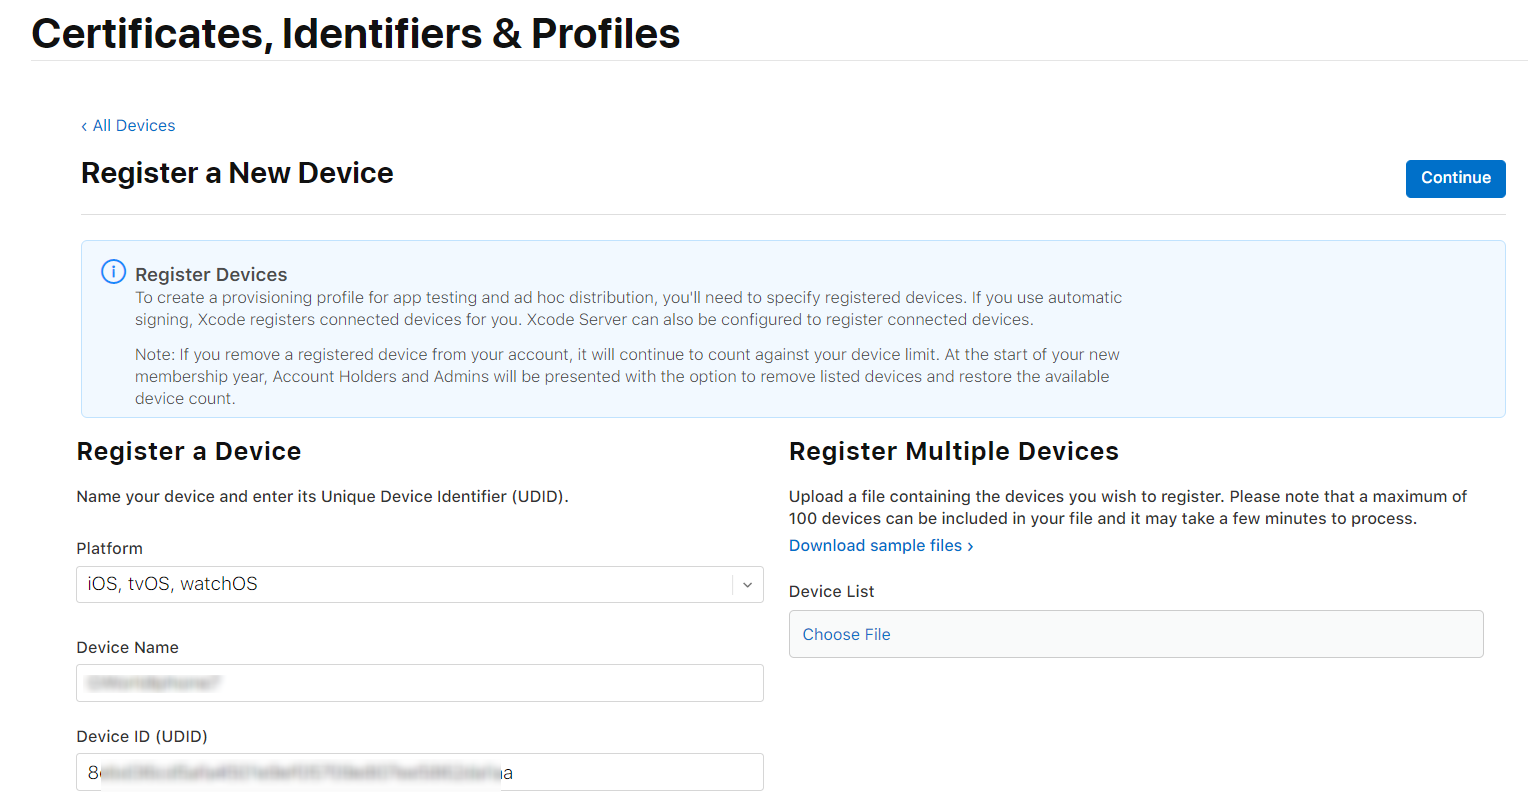 Certificates, Identifiers & Profiles
‹ All Devices
Register a New Device
Continue
Register Devices
To create a provisioning profile for app testing and ad hoc distribution, you'll need to specify registered devices. If you use automatic
signing, Xcode registers connected devices for you. Xcode Server can also be configured to register connected devices.
Note: If you remove a registered device from your account, it will continue to count against your device limit. At the start of your new
membership year, Account Holders and Admins will be presented with the option to remove listed devices and restore the available
device count.
Register a Device
Name your device and enter its Unique Device Identifier (UDID).
Platform
iOS, tvOS, watchOS
Device Name
Device ID (UDID)
Register Multiple Devices
Upload a file containing the devices you wish to register. Please note that a maximum of
100 devices can be included in your file and it may take a few minutes to process.
Download sample files ›
Device List
Choose File